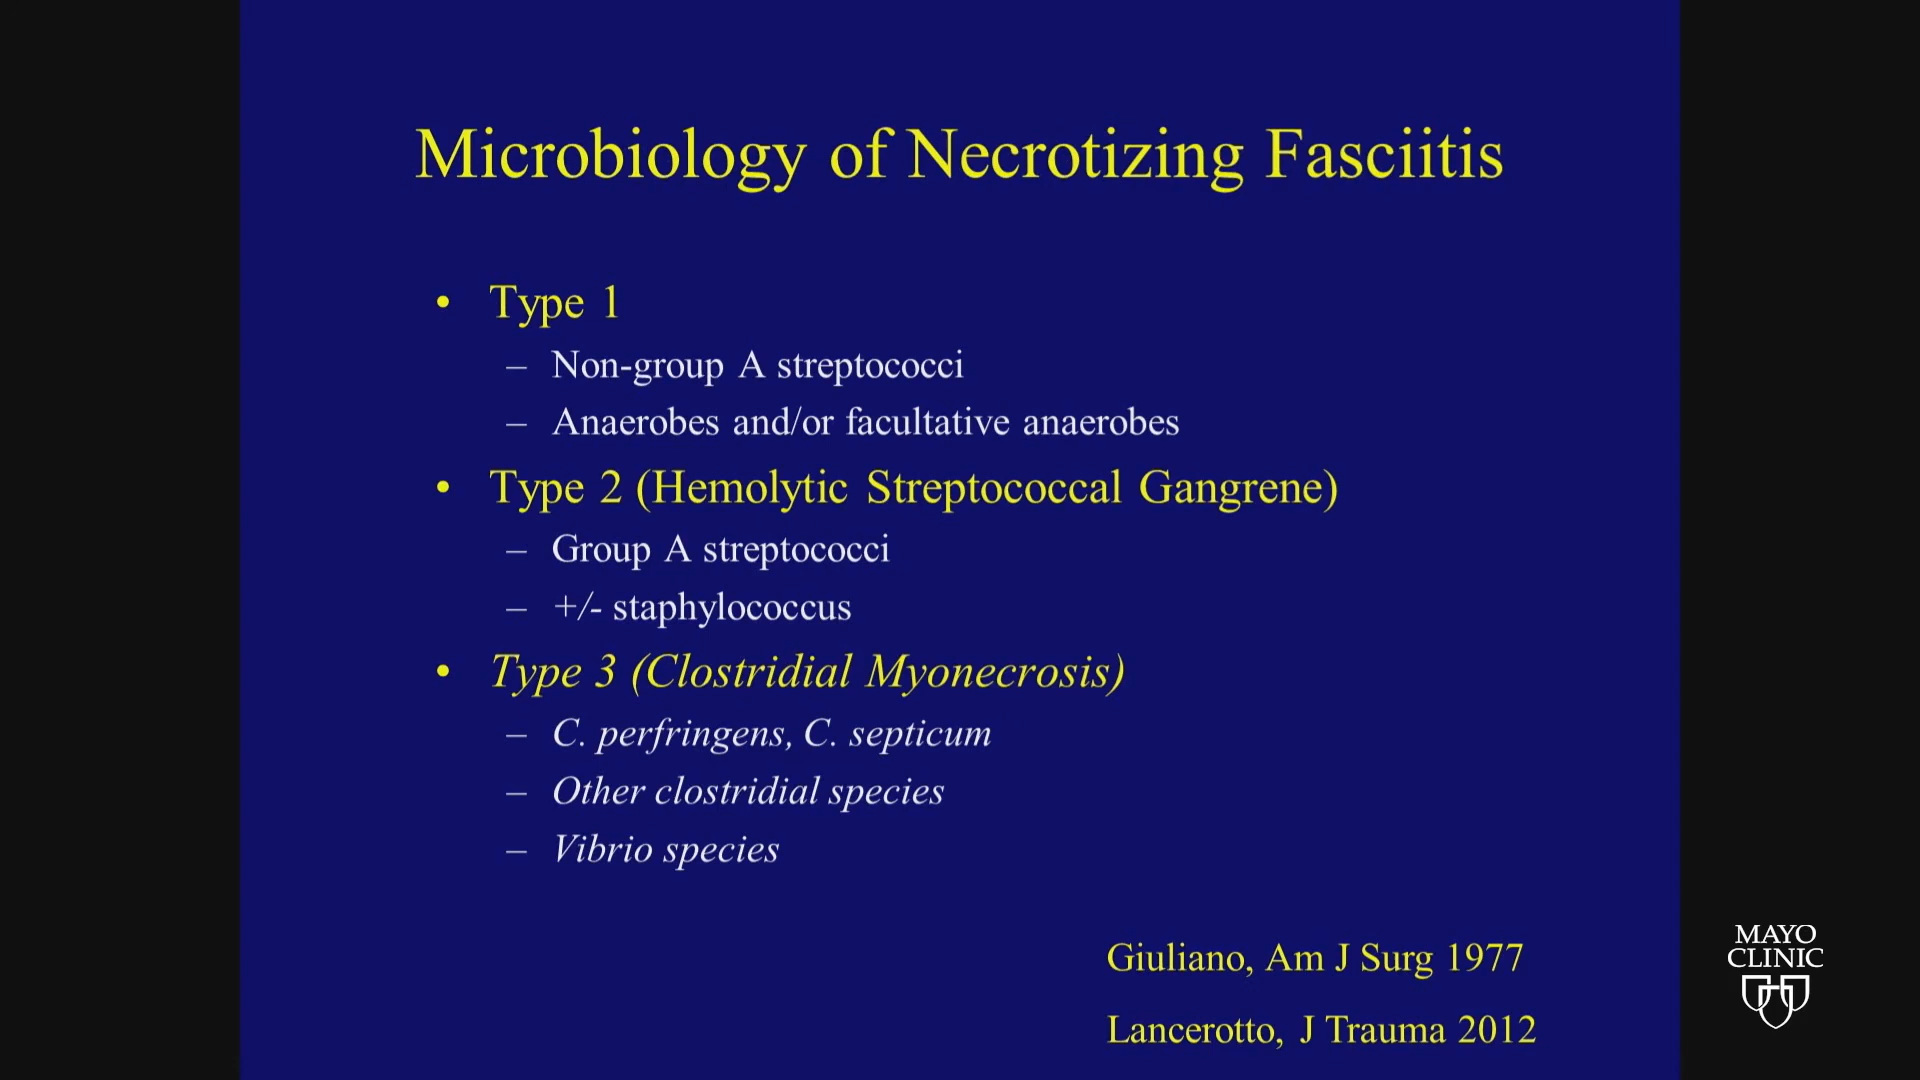 Microbiology of Necrotizing Fasciitis
• Type 1
– Non-group A streptococci
– Anaerobes and/or facultative anaerobes
• Type 2 (Hemolytic Streptococcal Gangrene)
– Group A streptococci
– +/- staphylococcus
• Type 3 (Clostridial Myonecrosis)
– C. perfringens, C. septicum
– Other clostridial species
– Vibrio species
Giuliano, Am J Surg 1977
Lancerotto, J Trauma 2012
MAYO
CLINIC